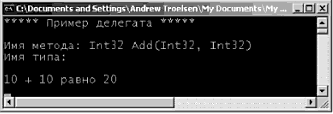 C:\Documents and Settings\Andrew Troelsen\My Documents\My ...
***** Пример делегата *****
Имя метода: Int32 Add(Int32, Int32)
Имя типа:
10 + 10 равно 20